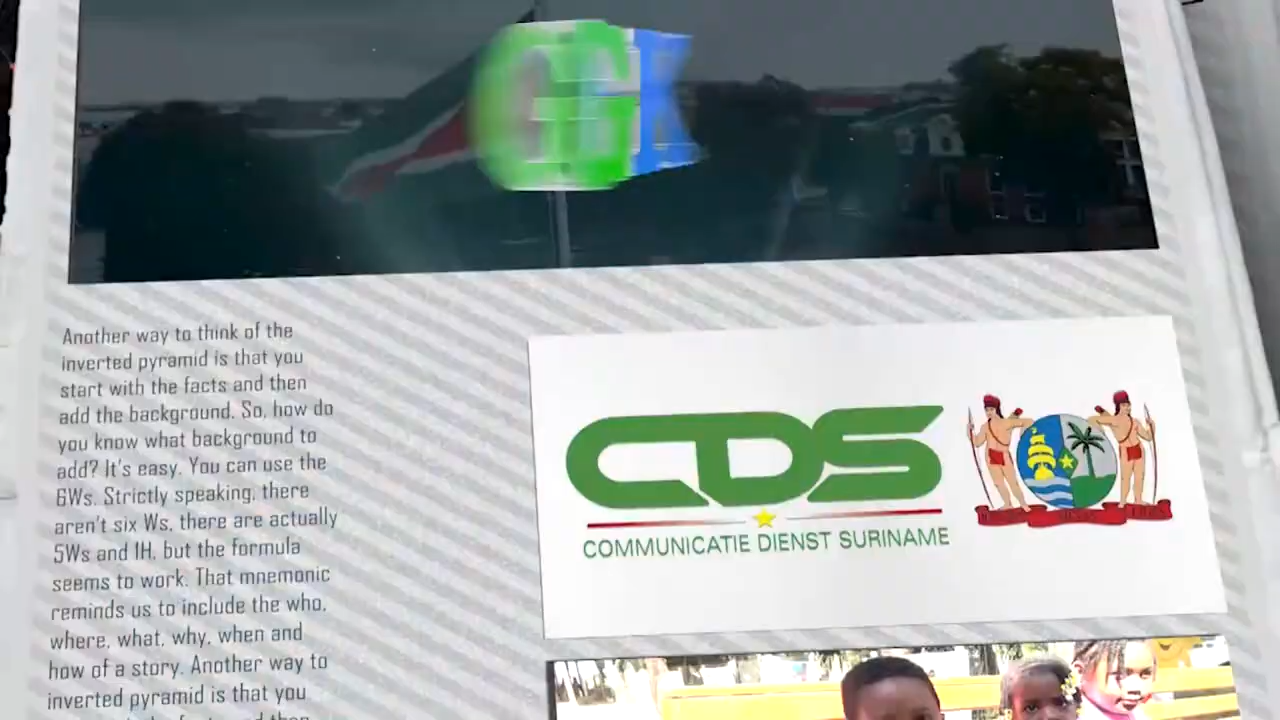 Another way to think of the
inverted pyramid is that you
start with the facts and then
add the background. So, how do
you know what background to
add? It's easy. You can use the
6Ws. Strictly speaking, there
aren't six Ws, there are actually
5Ws and 1H, but the formula
seems to work. That mnemonic
reminds us to include the who,
where, what, why, when and
how of a story. Another way to
inverted pyramid is that you
CDS
COMMUNICATIE DIENST SURINAME